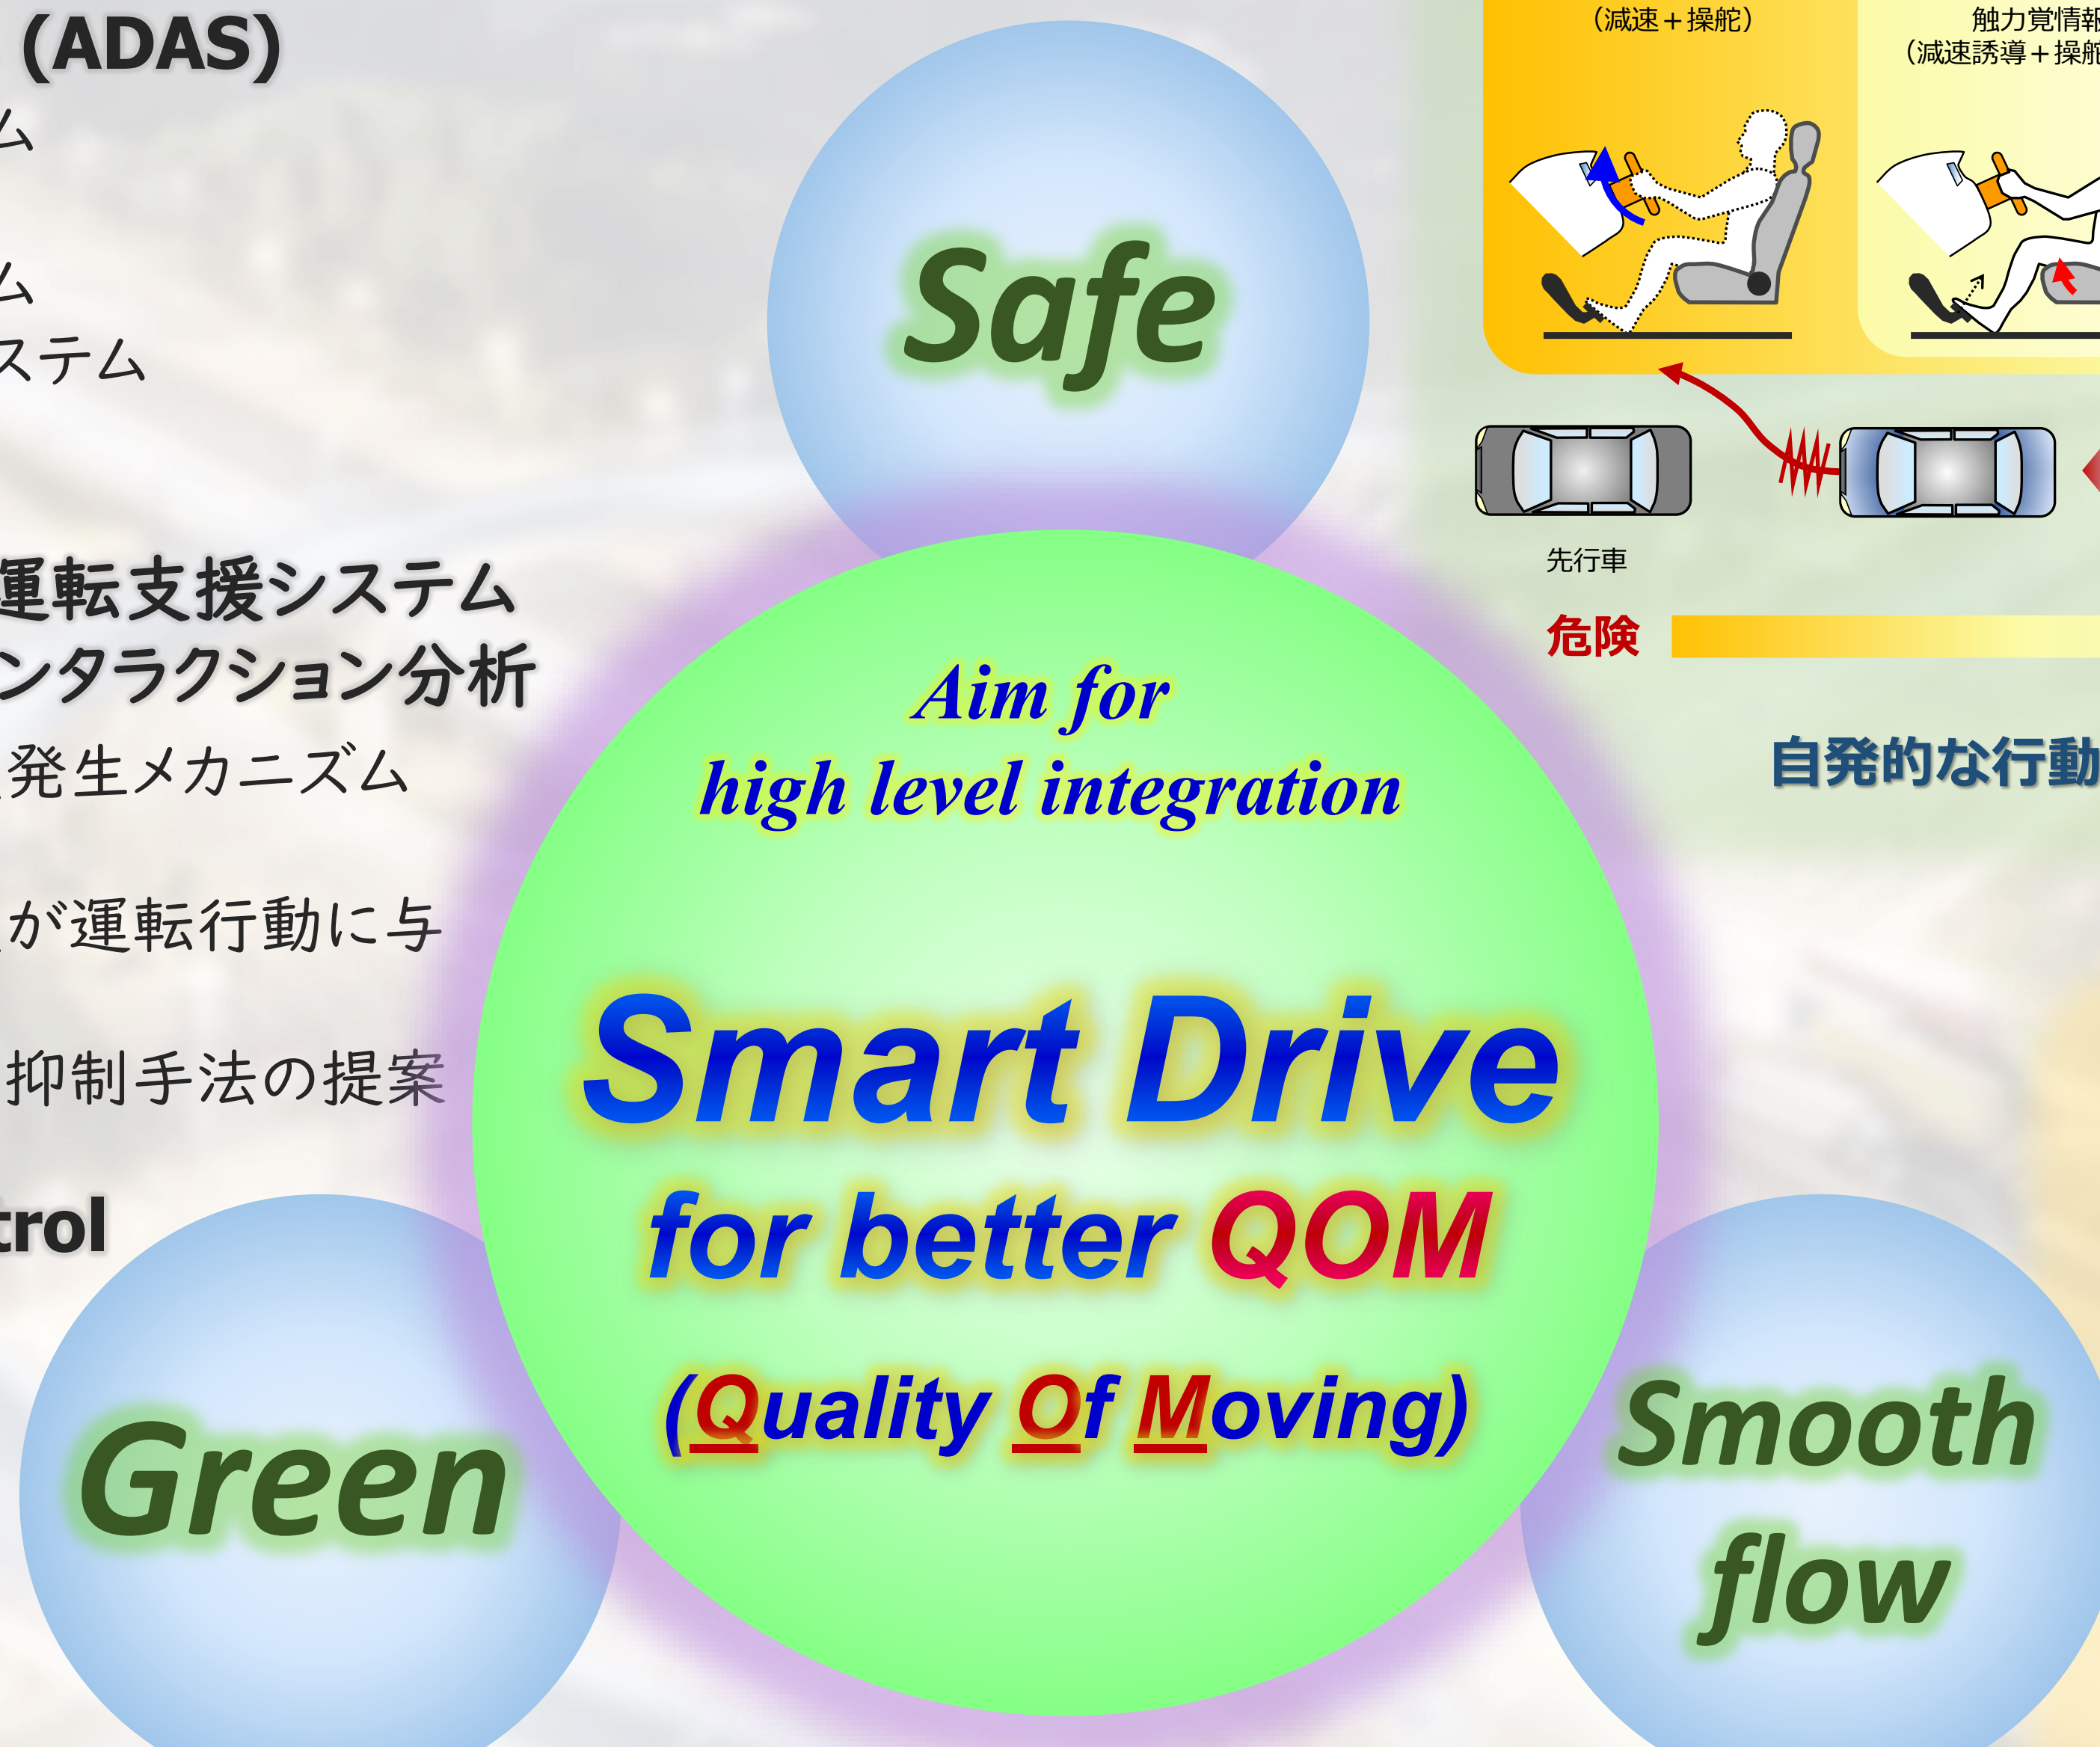 (ADAS)
ム
ム
ステム
運転支援システム
ンタラクション分析
発生メカニズム
が運転行動に与
抑制手法の提案
trol
Safe
Aim for
high level integration
Smart Drive
for better QOM
(Quality Of Moving)
Green
Smooth
flow
（減速＋操舵）
触力覚情報
（減速誘導＋操舵
先行車
危険
自発的な行動